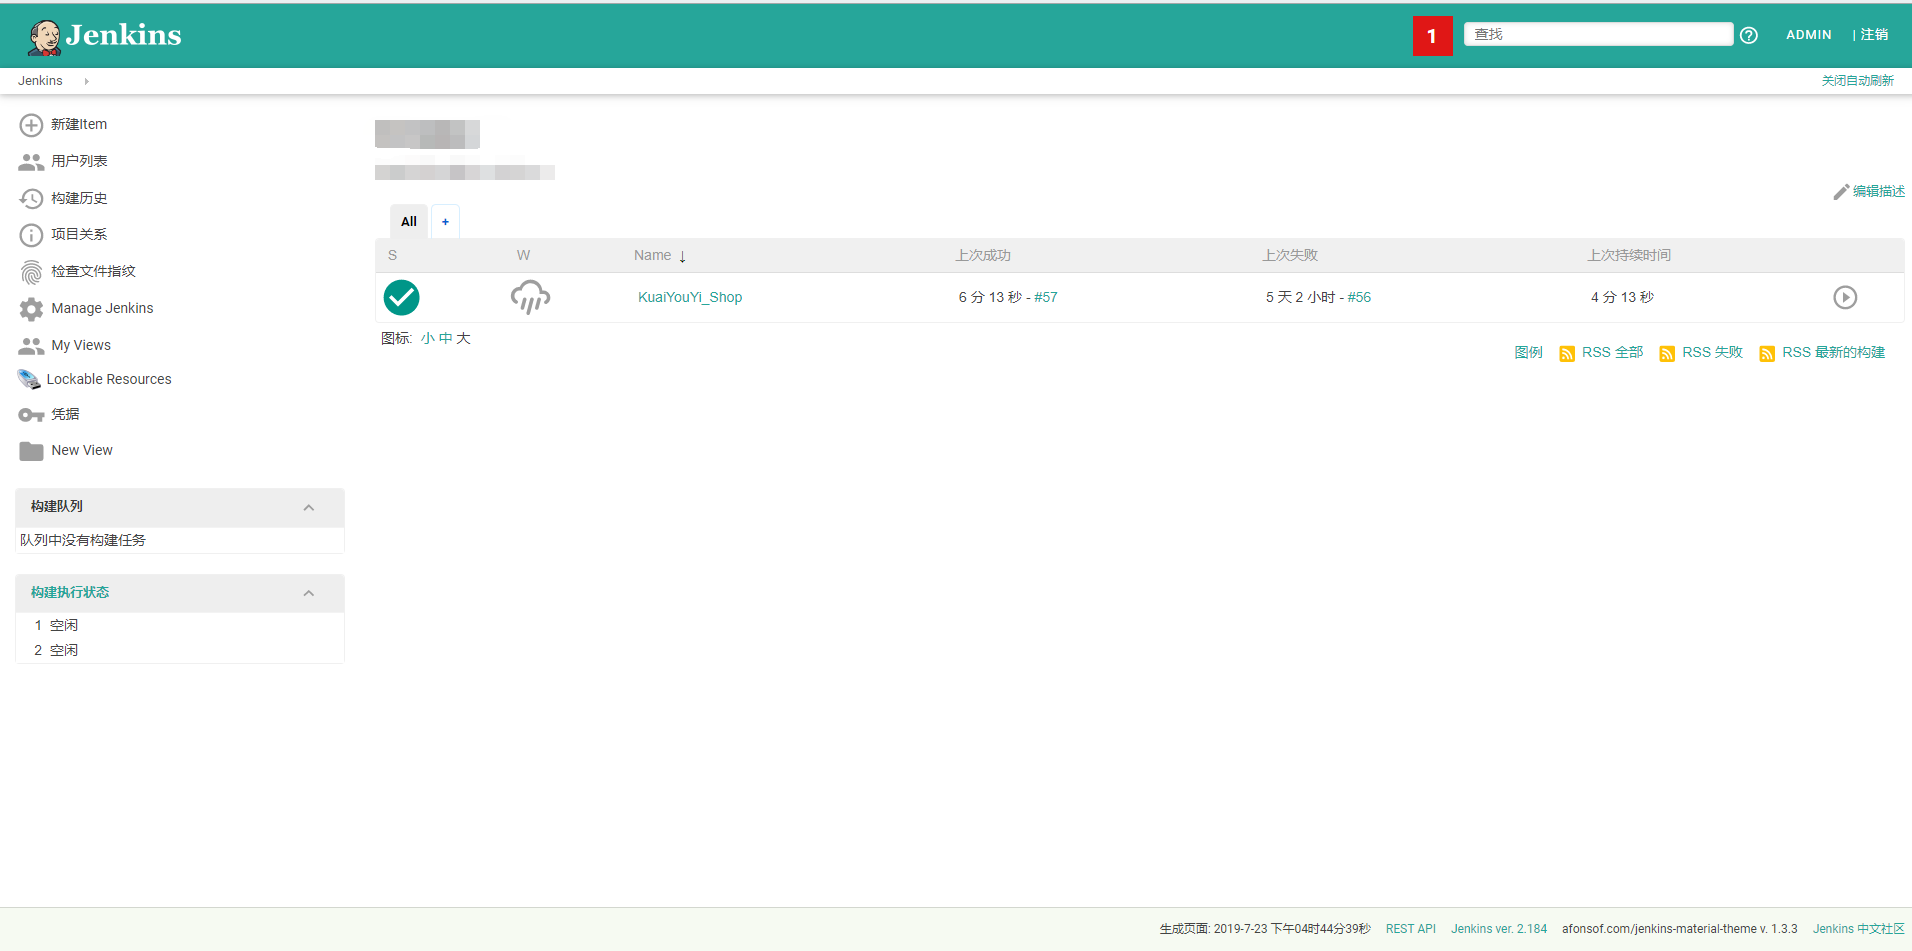 Jenkins
1 查找 ADMIN | 注销
Jenkins 关闭自动刷新
新建Item
用户列表
构建历史
项目关系
检查文件指纹
Manage Jenkins
My Views
Lockable Resources
凭据
New View
构建队列
队列中没有构建任务
构建执行状态
1 空闲
2 空闲
编辑描述
All +
S W Name ↓ 上次成功 上次失败 上次持续时间
KuaiYouYi_Shop 6 分 13 秒 - #57 5 天 2 小时 - #56 4 分 13 秒
图标: 小 中 大
图例 RSS 全部 RSS 失败 RSS 最新的构建
生成页面: 2019-7-23 下午04时44分39秒 REST API Jenkins ver. 2.184 afonsof.com/jenkins-material-theme v. 1.3.3 Jenkins 中文社区